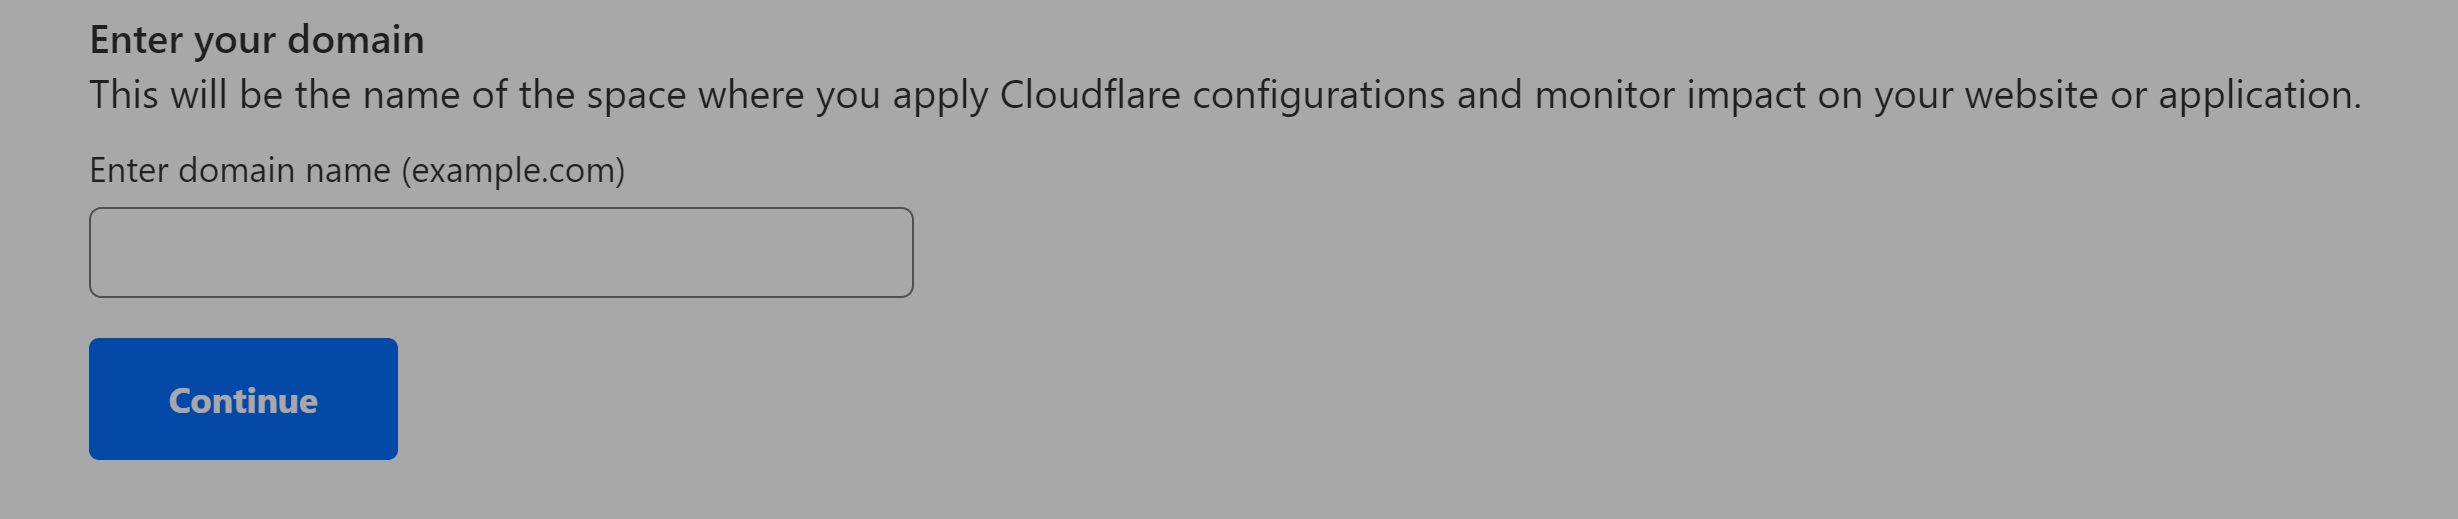 Enter your domain
This will be the name of the space where you apply Cloudflare configurations and monitor impact on your website or application.
Enter domain name (example.com)
Continue